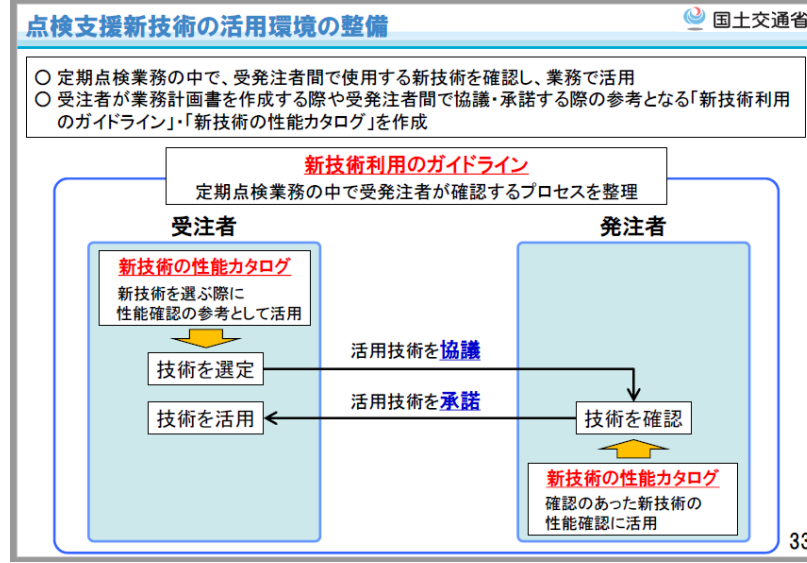 点検支援新技術の活用環境の整備
国土交通省
○ 定期点検業務の中で、受発注者間で使用する新技術を確認し、業務で活用
○ 受注者が業務計画書を作成する際や受発注者間で協議・承諾する際の参考となる「新技術利用
のガイドライン」・「新技術の性能カタログ」を作成
新技術利用のガイドライン
定期点検業務の中で受発注者が確認するプロセスを整理
受注者
発注者
新技術の性能カタログ
新技術を選ぶ際に
性能確認の参考として活用
技術を選定
活用技術を協議
技術を活用
活用技術を承諾
技術を確認
新技術の性能カタログ
確認のあった新技術の
性能確認に活用
33